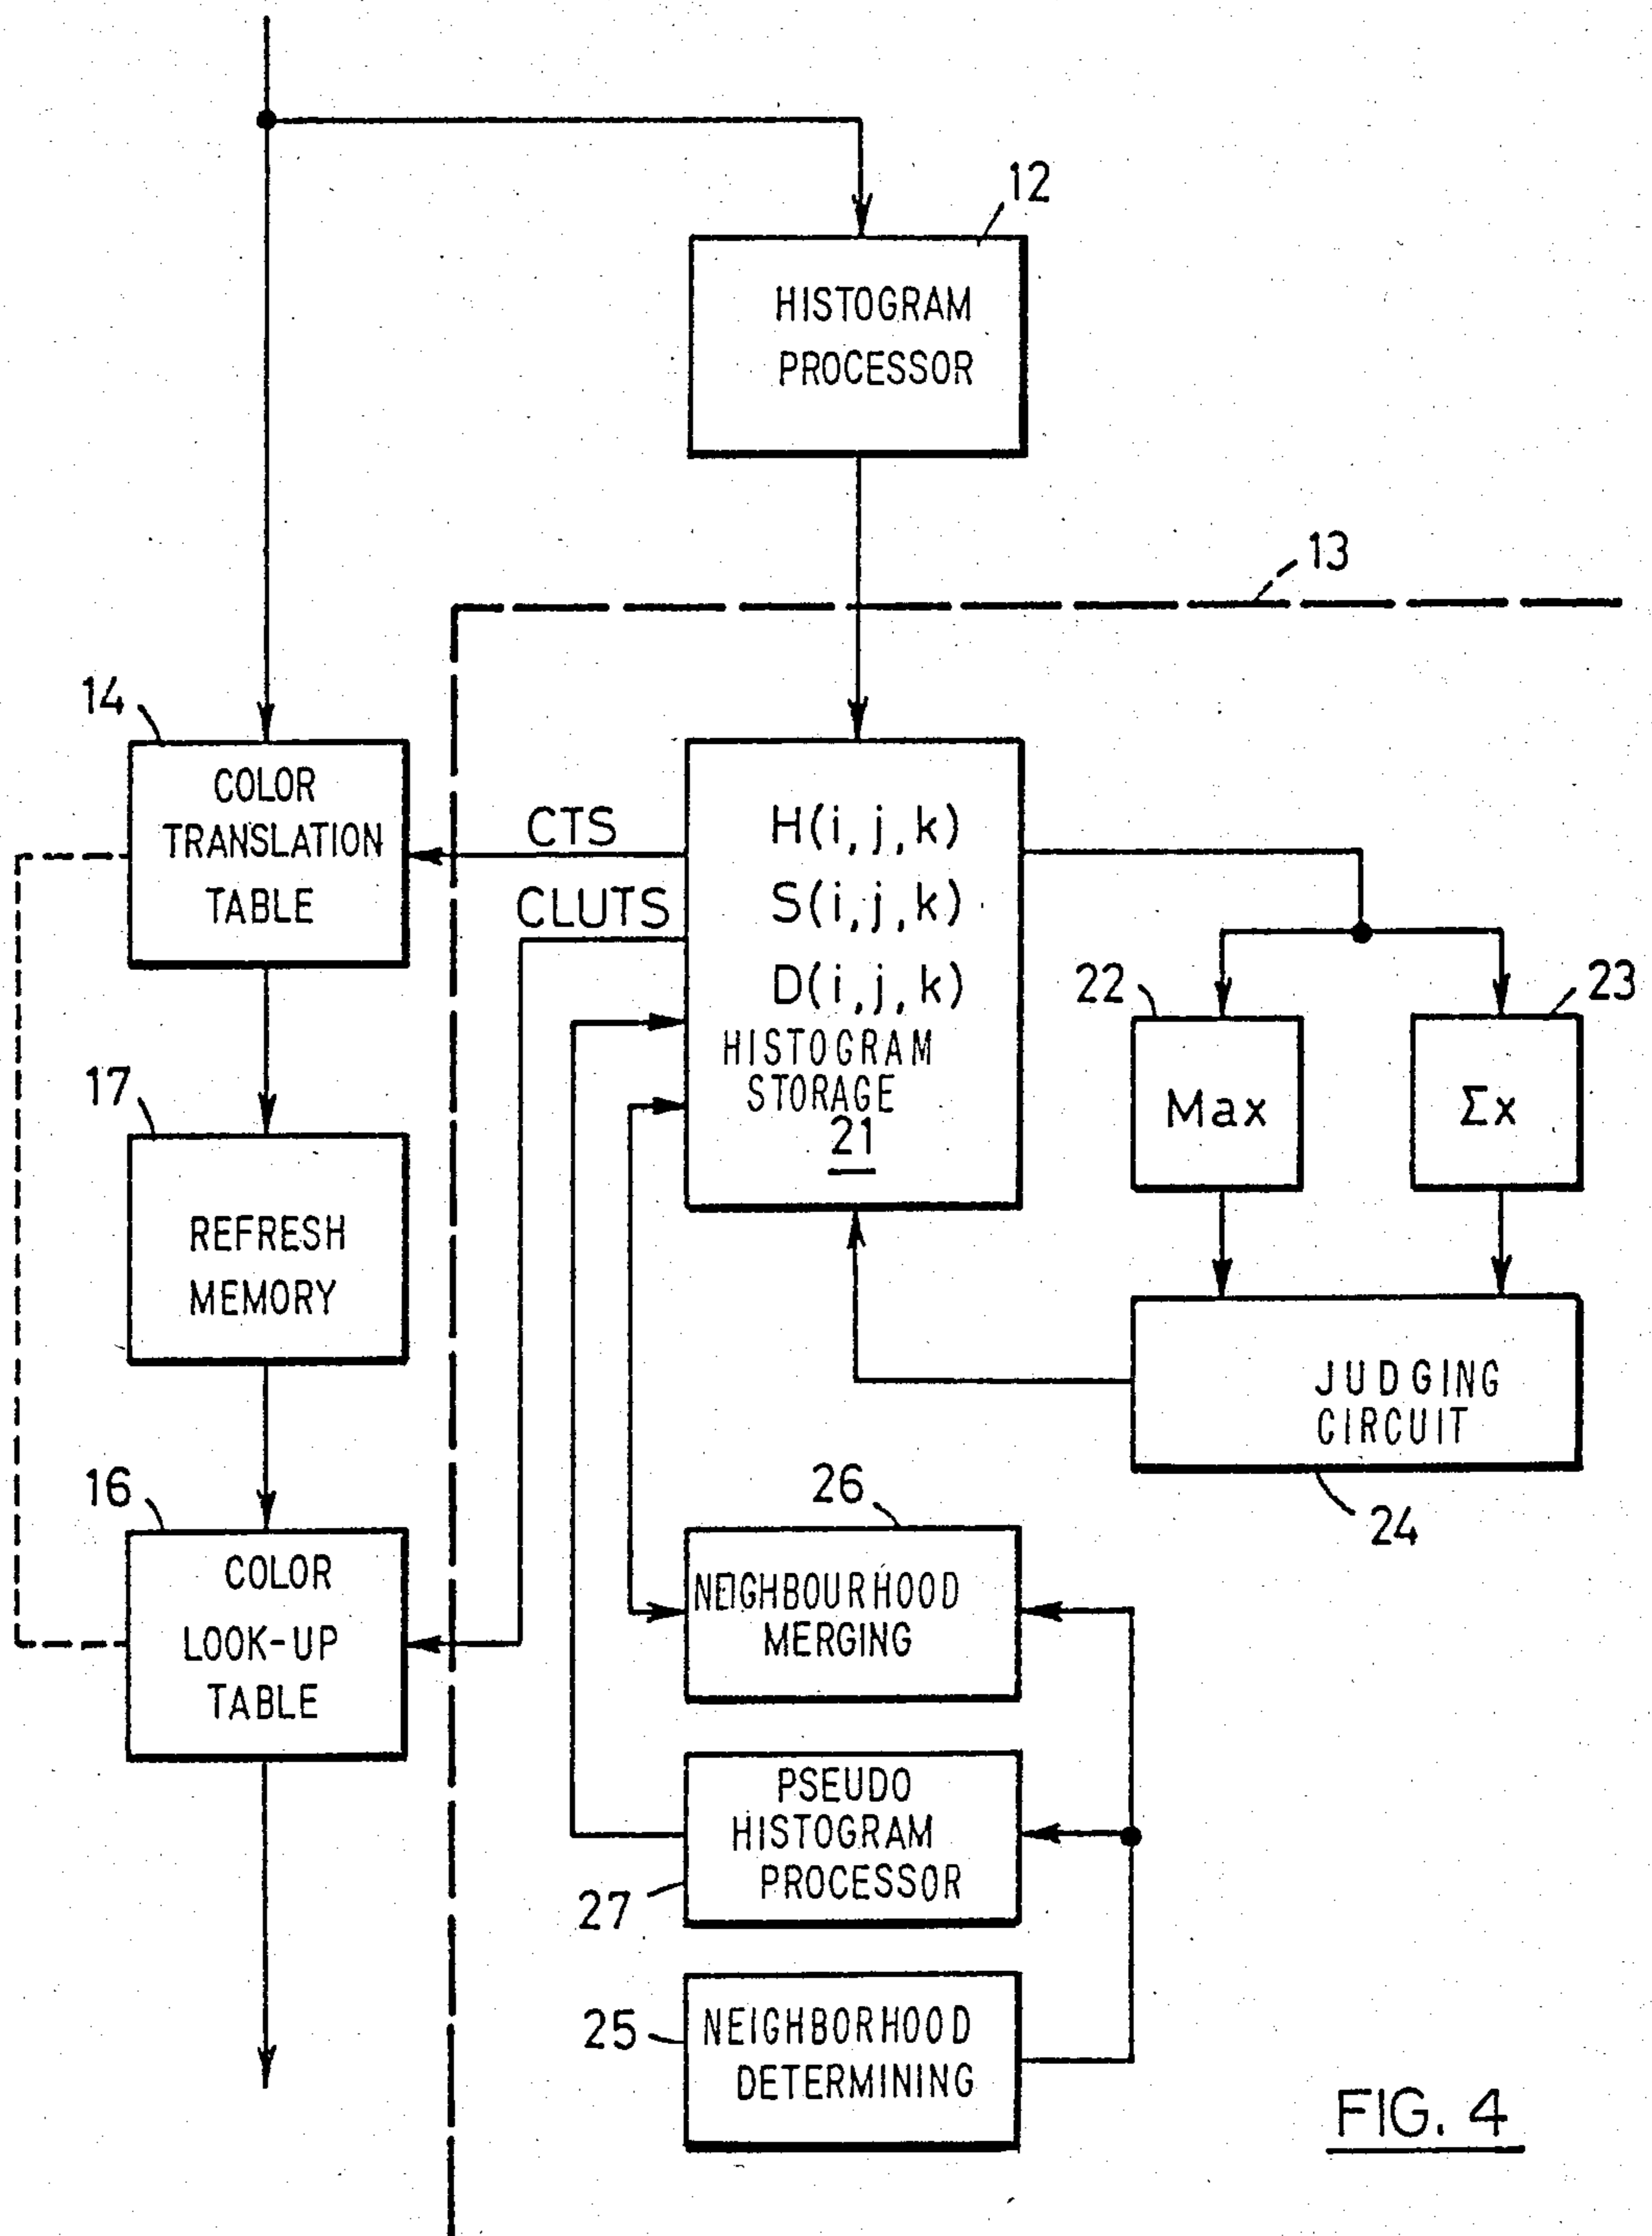 12
HISTOGRAM
PROCESSOR
13
14
COLOR
TRANSLATION
TABLE
CTS
CLUTS
H(i,j,k)
S(i,j,k)
D(i,j,k)
HISTOGRAM
STORAGE
21
22
Max
23
Σx
17
REFRESH
MEMORY
JUDGING
CIRCUIT
24
16
COLOR
LOOK-UP
TABLE
26
NEIGHBOURHOOD
MERGING
PSEUDO
HISTOGRAM
PROCESSOR
27
25
NEIGHBORHOOD
DETERMINING
FIG. 4